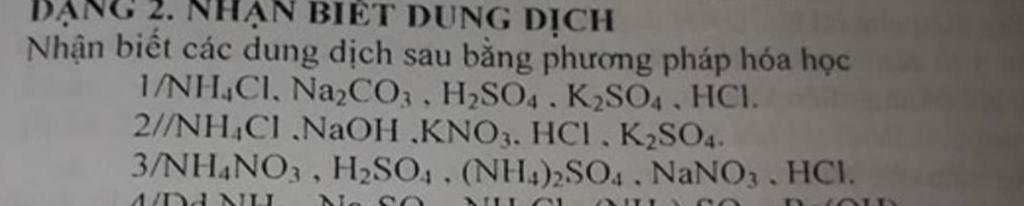 DẠNG 2. NHẬN BIẾT DUNG DỊCH
Nhận biết các dung dịch sau bằng phương pháp hóa học
1/NH₄Cl. Na₂CO₃ , H₂SO₄ . K₂SO₄ . HCl.
2//NH₄Cl .NaOH .KNO₃. HCl , K₂SO₄.
3/NH₄NO₃ , H₂SO₄ . (NH₄)₂SO₄ . NaNO₃ . HCl.